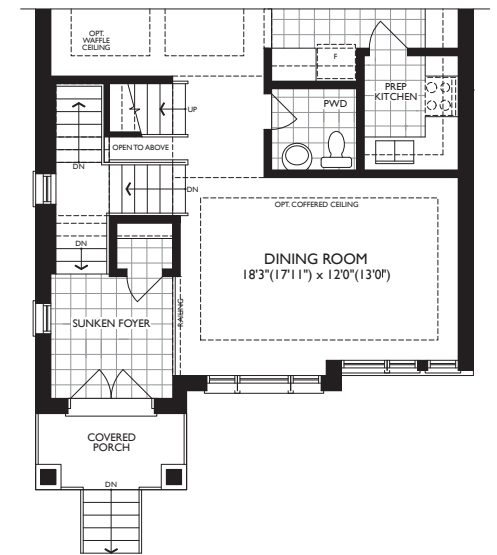 OPT.
WAFFLE
CEILING
F
PREP
KITCHEN
PWD
UP
OPEN TO ABOVE
DN
DN
OPT. COFFERED CEILING
DINING ROOM
18'3"(17'11") x 12'0"(13'0")
DN
RAILING
SUNKEN FOYER
COVERED
PORCH
DN